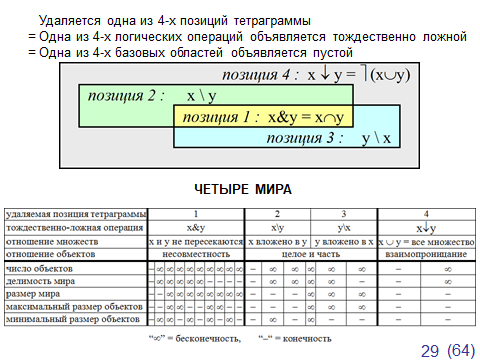 Удаляется одна из 4-х позиций тетраграммы
= Одна из 4-х логических операций объявляется тождественно ложной
= Одна из 4-х базовых областей объявляется пустой
позиция 4 : x ↓ y = ⌉(x∪y)
позиция 2 : x \ y
позиция 1 : x&y = x∩y
позиция 3 : y \ x
ЧЕТЫРЕ МИРА
удаляемая позиция тетраграммы 1 2 3 4
тождественно-ложная операция x&y x\y y\x x↓y
отношение множеств x и y не пересекаются x вложено в y y вложено в x x ∪ y = все множество
отношение объектов несовместность целое и часть взаимопроницание
число объектов
делимость мира
размер мира
максимальный размер объектов
минимальный размер объектов
“∞” = бесконечность, “–“ = конечность
29 (64)